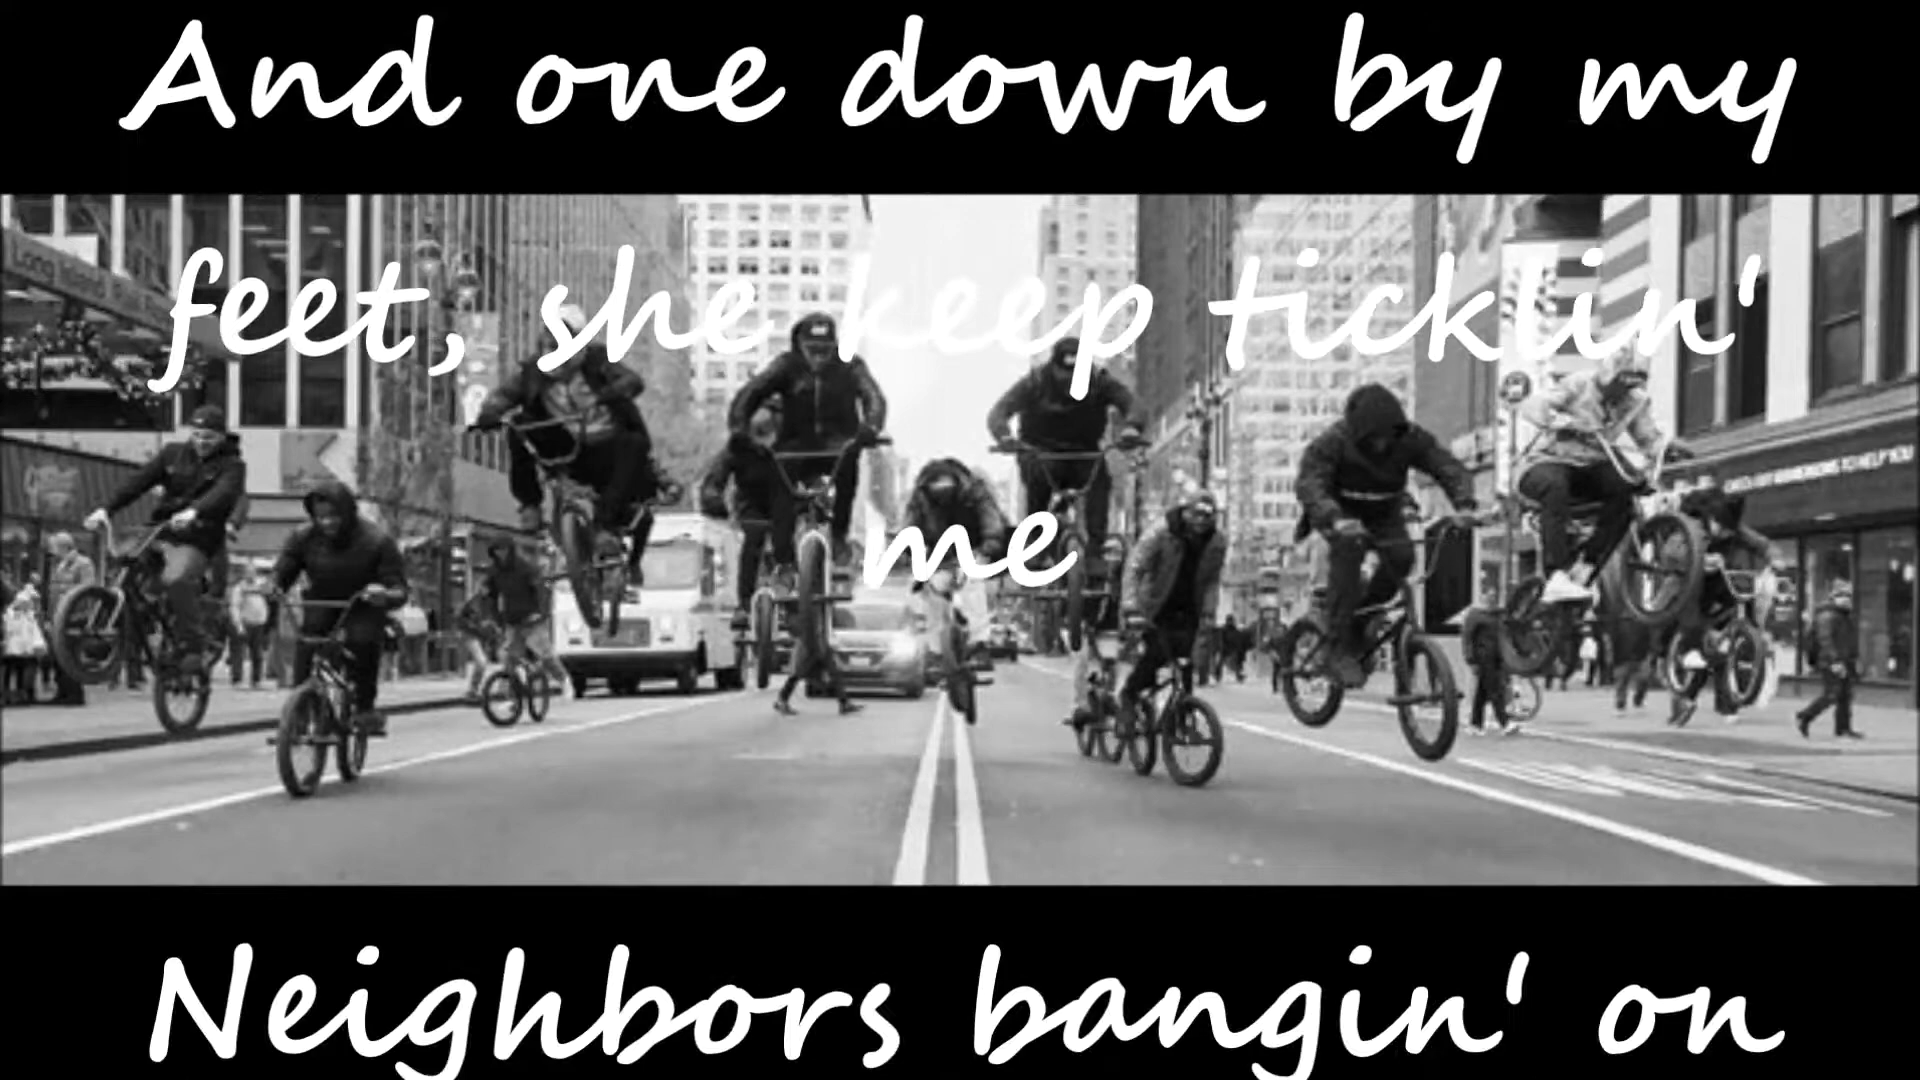 And one down by my
feet, she keep ticklin'
me
Neighbors bangin' on